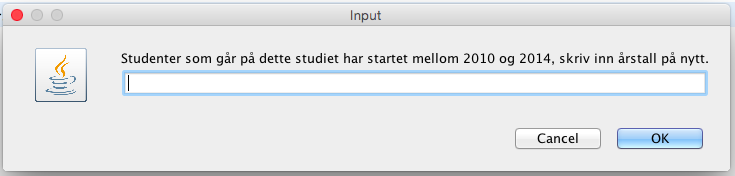 Input
Studenter som går på dette studiet har startet mellom 2010 og 2014, skriv inn årstall på nytt.
Cancel
OK